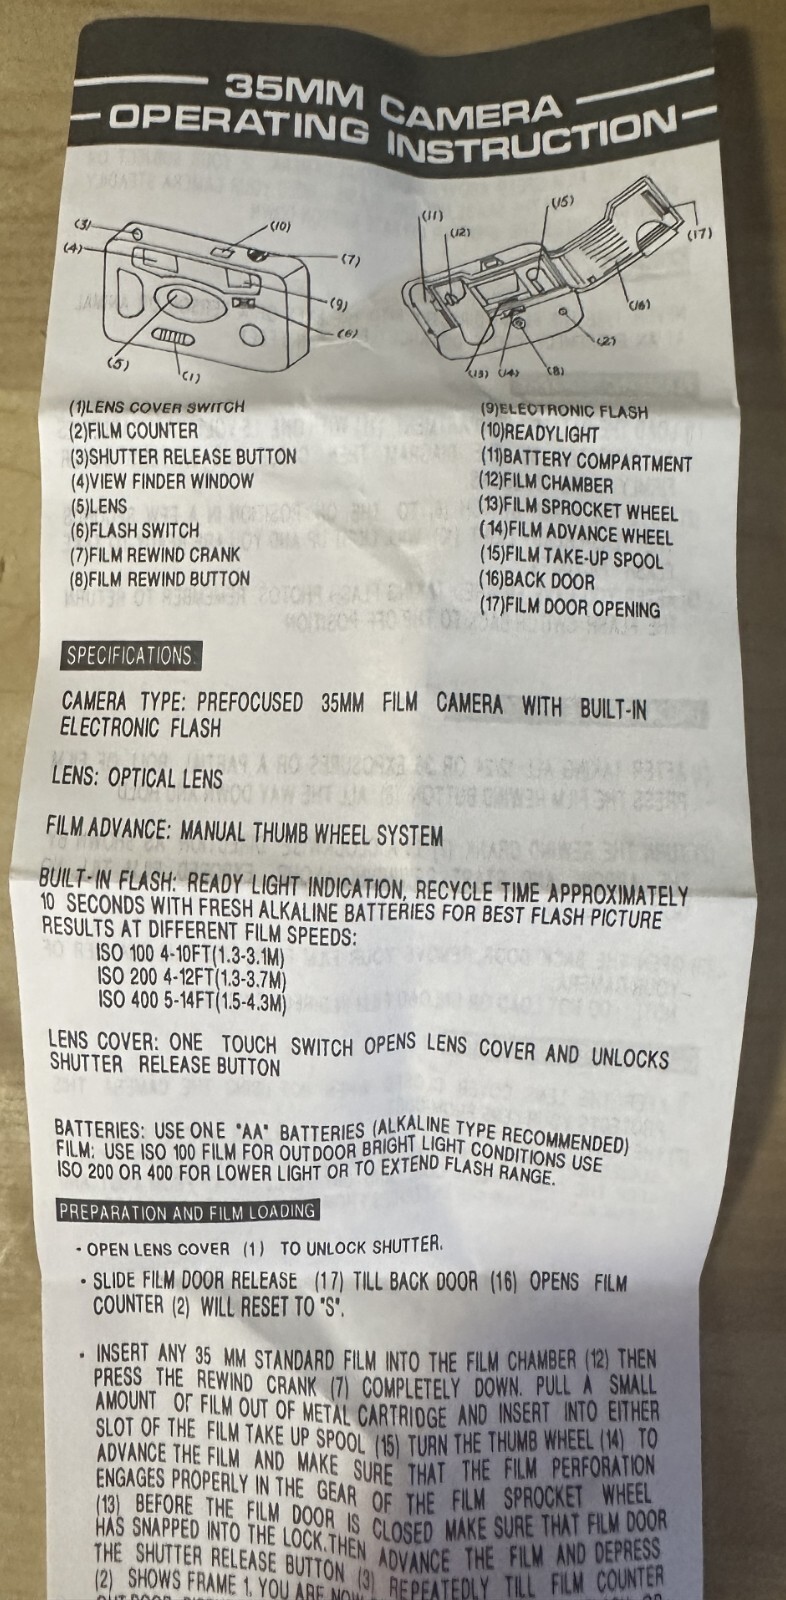 35MM CAMERA
OPERATING INSTRUCTION
(3)
(4)
(10)
(7)
(9)
(6)
(5)
(1)
(11)
(12)
(15)
(17)
(16)
(2)
(13)
(14)
(8)
(1)LENS COVER SWITCH
(2)FILM COUNTER
(3)SHUTTER RELEASE BUTTON
(4)VIEW FINDER WINDOW
(5)LENS
(6)FLASH SWITCH
(7)FILM REWIND CRANK
(8)FILM REWIND BUTTON
(9)ELECTRONIC FLASH
(10)READYLIGHT
(11)BATTERY COMPARTMENT
(12)FILM CHAMBER
(13)FILM SPROCKET WHEEL
(14)FILM ADVANCE WHEEL
(15)FILM TAKE-UP SPOOL
(16)BACK DOOR
(17)FILM DOOR OPENING
SPECIFICATIONS
CAMERA TYPE: PREFOCUSED 35MM FILM CAMERA WITH BUILT-IN
ELECTRONIC FLASH
LENS: OPTICAL LENS
FILM ADVANCE: MANUAL THUMB WHEEL SYSTEM
BUILT-IN FLASH: READY LIGHT INDICATION, RECYCLE TIME APPROXIMATELY
10 SECONDS WITH FRESH ALKALINE BATTERIES FOR BEST FLASH PICTURE
RESULTS AT DIFFERENT FILM SPEEDS:
ISO 100 4-10FT(1.3-3.1M)
ISO 200 4-12FT(1.3-3.7M)
ISO 400 5-14FT(1.5-4.3M)
LENS COVER: ONE TOUCH SWITCH OPENS LENS COVER AND UNLOCKS
SHUTTER RELEASE BUTTON
BATTERIES: USE ONE "AA" BATTERIES (ALKALINE TYPE RECOMMENDED)
FILM: USE ISO 100 FILM FOR OUTDOOR BRIGHT LIGHT CONDITIONS USE
ISO 200 OR 400 FOR LOWER LIGHT OR TO EXTEND FLASH RANGE.
PREPARATION AND FILM LOADING
· OPEN LENS COVER (1) TO UNLOCK SHUTTER.
· SLIDE FILM DOOR RELEASE (17) TILL BACK DOOR (16) OPENS FILM
COUNTER (2) WILL RESET TO "S".
· INSERT ANY 35 MM STANDARD FILM INTO THE FILM CHAMBER (12) THEN
PRESS THE REWIND CRANK (7) COMPLETELY DOWN. PULL A SMALL
AMOUNT OF FILM OUT OF METAL CARTRIDGE AND INSERT INTO EITHER
SLOT OF THE FILM TAKE UP SPOOL (15) TURN THE THUMB WHEEL (14) TO
ADVANCE THE FILM AND MAKE SURE THAT THE FILM PERFORATION
ENGAGES PROPERLY IN THE GEAR OF THE FILM SPROCKET WHEEL
(13) BEFORE THE FILM DOOR IS CLOSED MAKE SURE THAT FILM DOOR
HAS SNAPPED INTO THE LOCK.THEN ADVANCE THE FILM AND DEPRESS
THE SHUTTER RELEASE BUTTON (3) REPEATEDLY TILL FILM COUNTER
(2) SHOWS FRAME 1. YOU ARE NOW